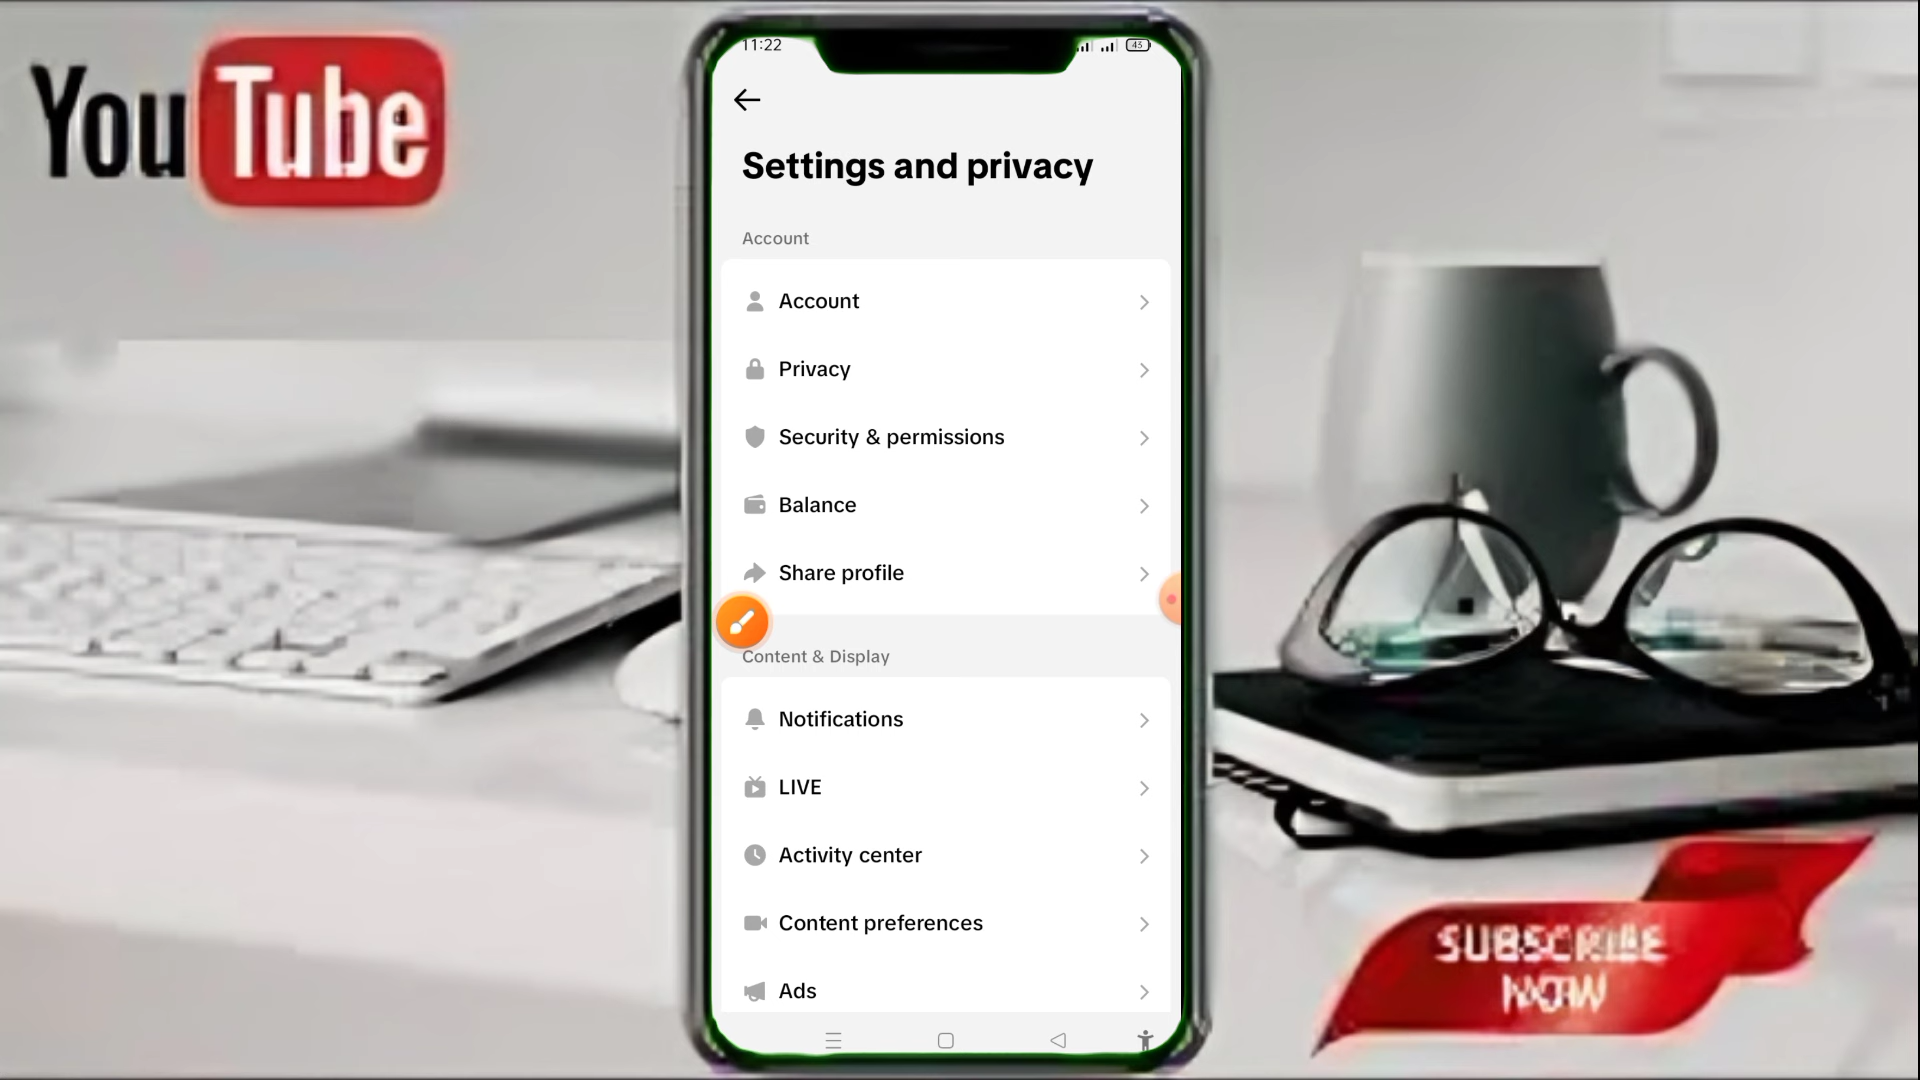 YouTube
11:22
43
Settings and privacy
Account
Account
Privacy
Security & permissions
Balance
Share profile
Content & Display
Notifications
LIVE
Activity center
Content preferences
Ads
SUBSCRIBE
NOW